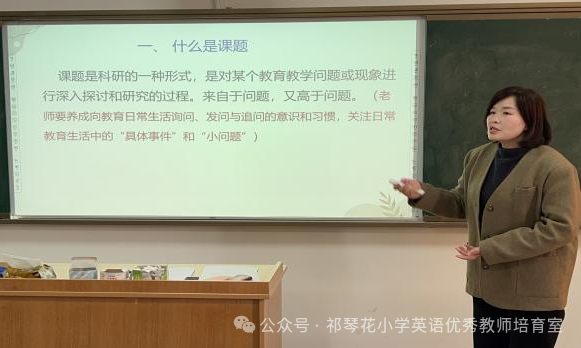 一、什么是课题
课题是科研的一种形式，是对某个教育教学问题或现象进
行深入探讨和研究的过程。来自于问题，又高于问题。（老
师要养成向教育日常生活询问、发问与追问的意识和习惯，关注日常
教育生活中的“具体事件”和“小问题”）
公众号·祁琴花小学英语优秀教师培育室